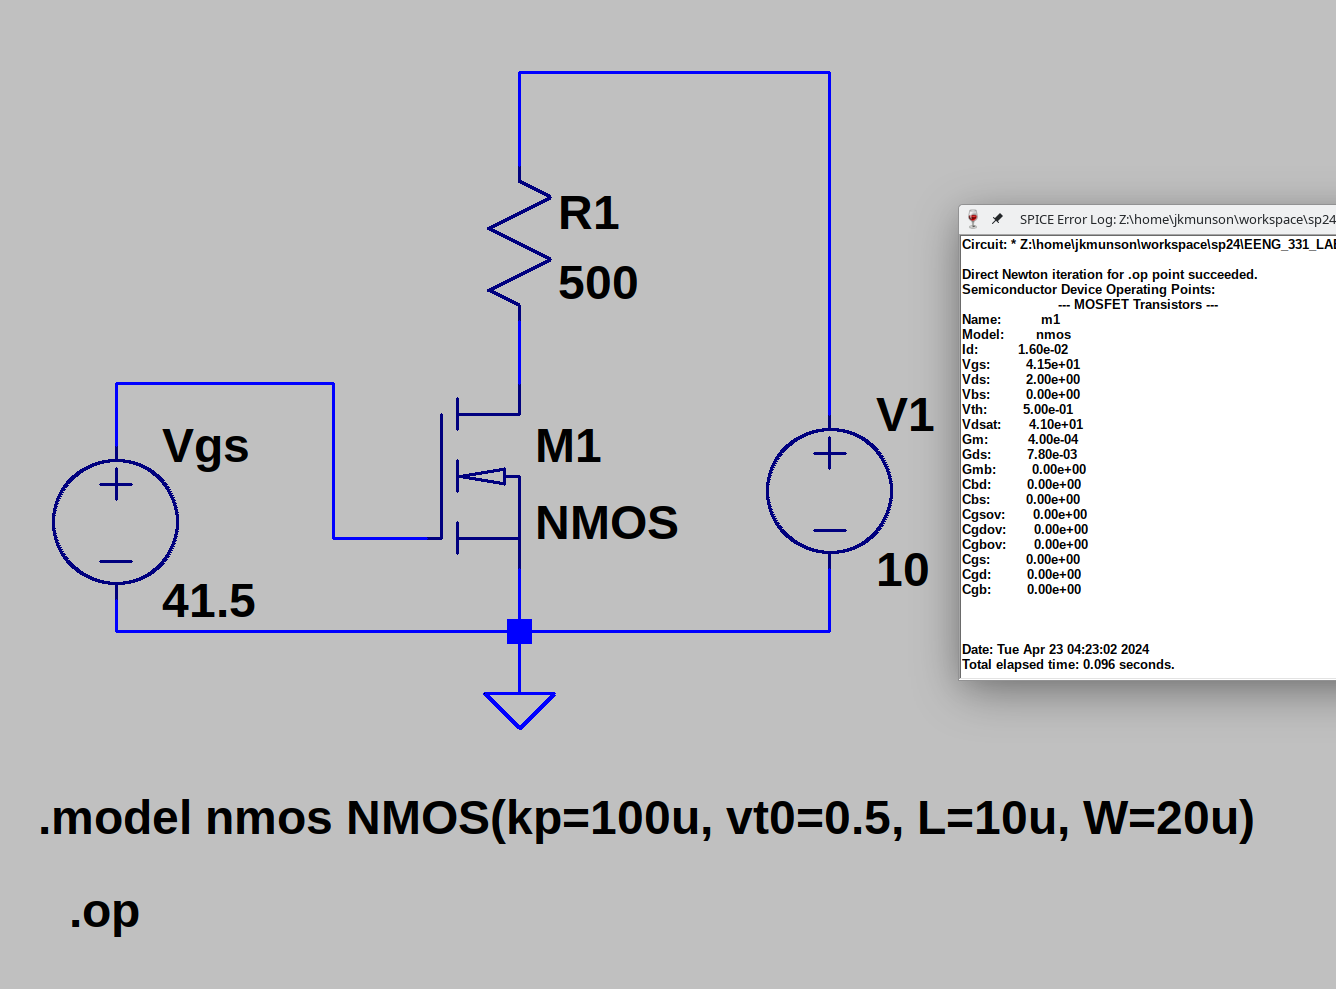 R1
500
Vgs
41.5
M1
NMOS
V1
10
SPICE Error Log: Z:\home\jkmunson\workspace\sp24
Circuit: * Z:\home\jkmunson\workspace\sp24\EENG_331_LAB
Direct Newton iteration for .op point succeeded.
Semiconductor Device Operating Points:
--- MOSFET Transistors ---
Name: m1
Model: nmos
Id: 1.60e-02
Vgs: 4.15e+01
Vds: 2.00e+00
Vbs: 0.00e+00
Vth: 5.00e-01
Vdsat: 4.10e+01
Gm: 4.00e-04
Gds: 7.80e-03
Gmb: 0.00e+00
Cbd: 0.00e+00
Cbs: 0.00e+00
Cgsov: 0.00e+00
Cgdov: 0.00e+00
Cgbov: 0.00e+00
Cgs: 0.00e+00
Cgd: 0.00e+00
Cgb: 0.00e+00
Date: Tue Apr 23 04:23:02 2024
Total elapsed time: 0.096 seconds.
.model nmos NMOS(kp=100u, vt0=0.5, L=10u, W=20u)
.op